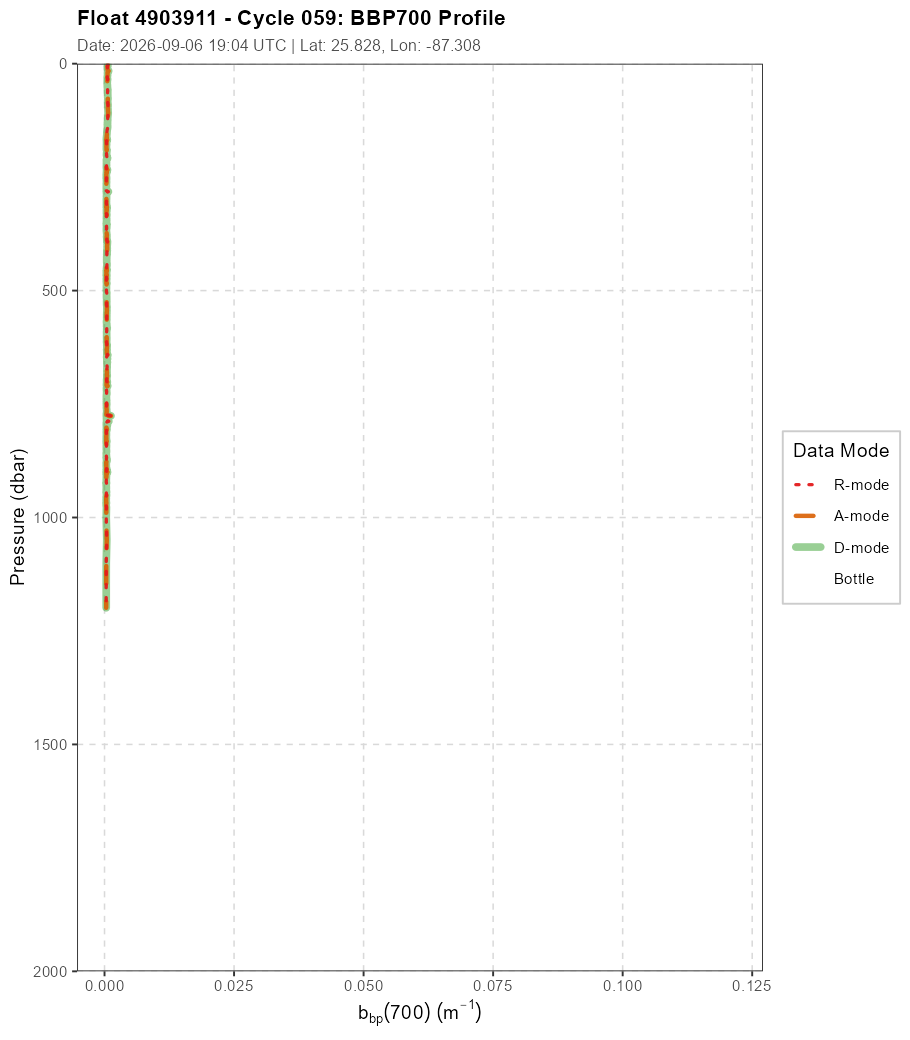 Float 4903911 - Cycle 059: BBP700 Profile
Date: 2026-09-06 19:04 UTC | Lat: 25.828, Lon: -87.308
0
500
1000
1500
2000
Pressure (dbar)
0.000 0.025 0.050 0.075 0.100 0.125
b_bp(700) (m⁻¹)
Data Mode
R-mode
A-mode
D-mode
Bottle